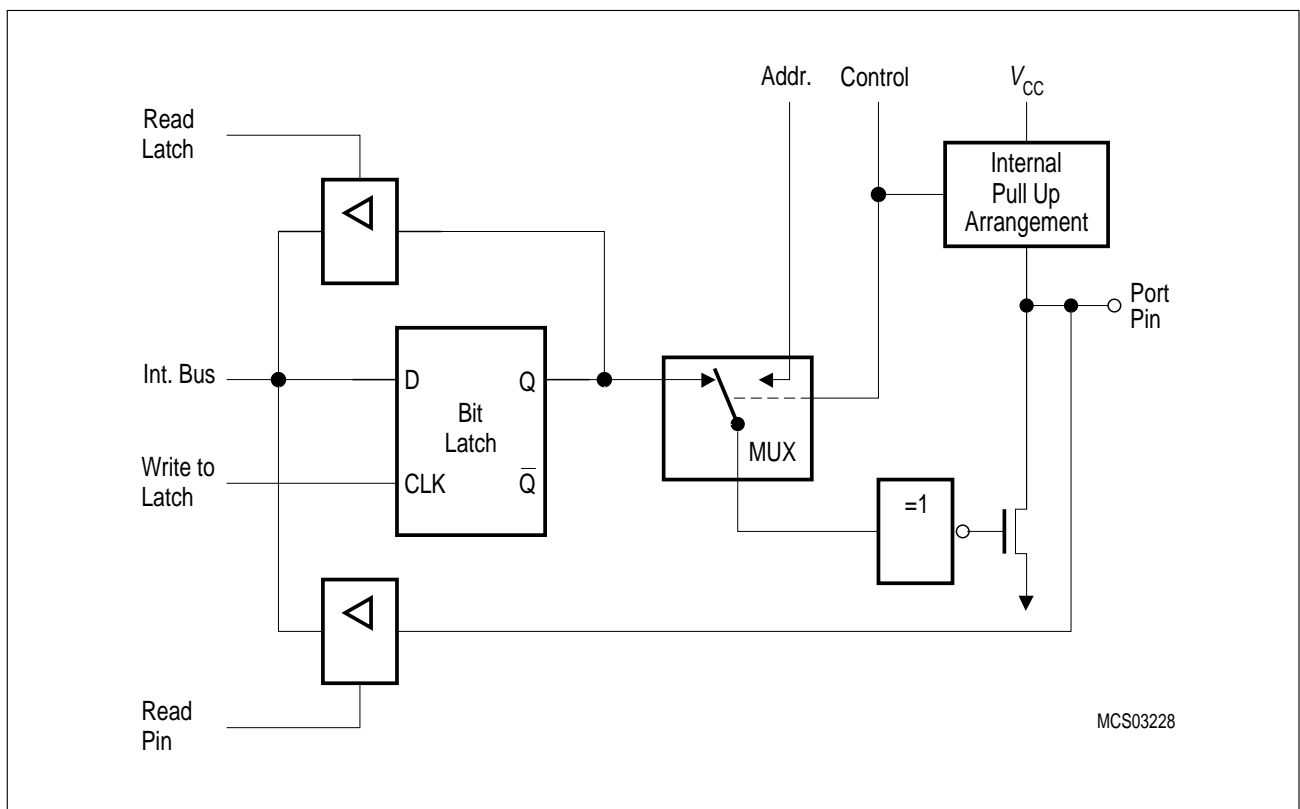 Addr.
Control
VCC
Read
Latch
Internal
Pull Up
Arrangement
Port
Pin
Int. Bus
D
Q
Bit
Latch
MUX
Write to
Latch
CLK
Q̅
=1
Read
Pin
MCS03228